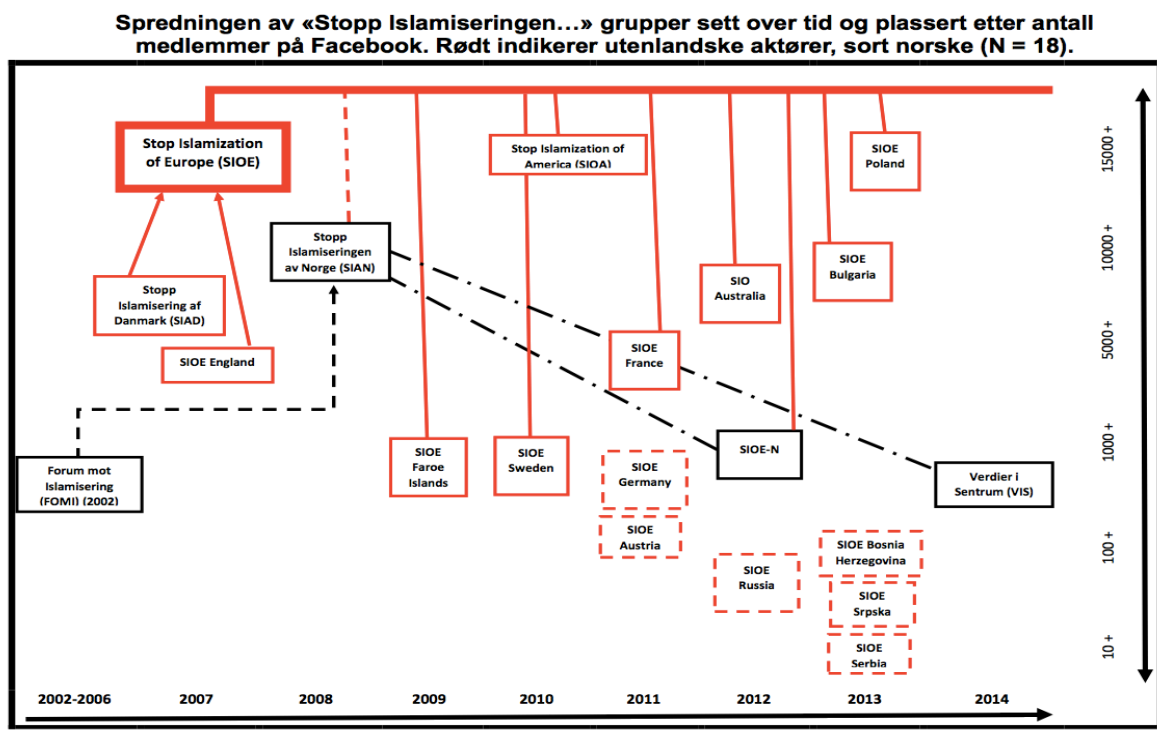 Spredningen av «Stopp Islamiseringen...» grupper sett over tid og plassert etter antall
medlemmer på Facebook. Rødt indikerer utenlandske aktører, sort norske (N = 18).
Stop Islamization
of Europe (SIOE)
Stop Islamization of
America (SIOA)
SIOE
Poland
15000 +
Stopp
Islamiseringen
av Norge (SIAN)
SIOE
Bulgaria
10000 +
Stopp
Islamisering af
Danmark (SIAD)
SIO
Australia
SIOE England
SIOE
France
5000 +
Forum mot
Islamisering
(FOMI) (2002)
SIOE
Faroe
Islands
SIOE
Sweden
SIOE
Germany
SIOE-N
Verdier i
Sentrum (VIS)
1000 +
SIOE
Austria
SIOE
Russia
SIOE Bosnia
Herzegovina
100 +
SIOE
Srpska
SIOE
Serbia
10 +
2002-2006
2007
2008
2009
2010
2011
2012
2013
2014